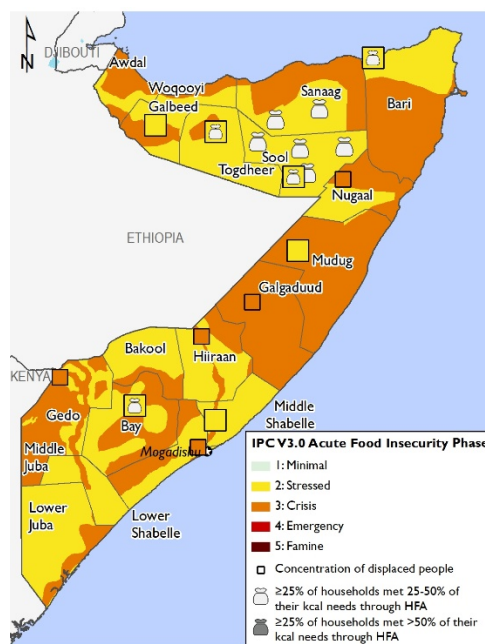 N
DJIBOUTI
Awdal
Woqooyi
Galbeed
Sanaag
Bari
Sool
Togdheer
Nugaal
ETHIOPIA
Mudug
Galgaduud
Bakool
Hiiraan
KENYA
Gedo
Bay
Middle
Shabelle
Middle
Juba
Mogadishu
Lower
Juba
Lower
Shabelle
IPC V3.0 Acute Food Insecurity Phase
1: Minimal
2: Stressed
3: Crisis
4: Emergency
5: Famine
Concentration of displaced people
≥25% of households met 25-50% of
their kcal needs through HFA
≥25% of households met >50% of
their kcal needs through HFA